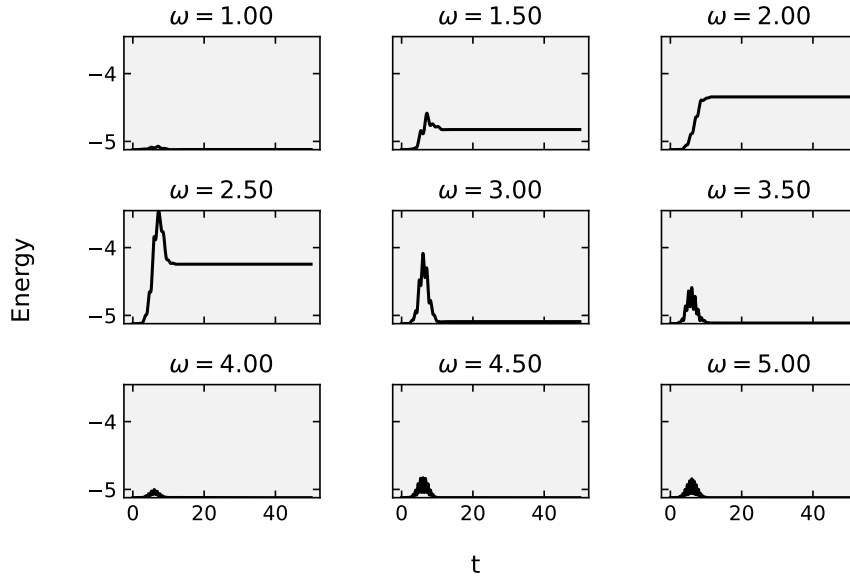 ω = 1.00 ω = 1.50 ω = 2.00
−4
−5
ω = 2.50 ω = 3.00 ω = 3.50
−4
−5
Energy
ω = 4.00 ω = 4.50 ω = 5.00
−4
−5
0 20 40 0 20 40 0 20 40
t